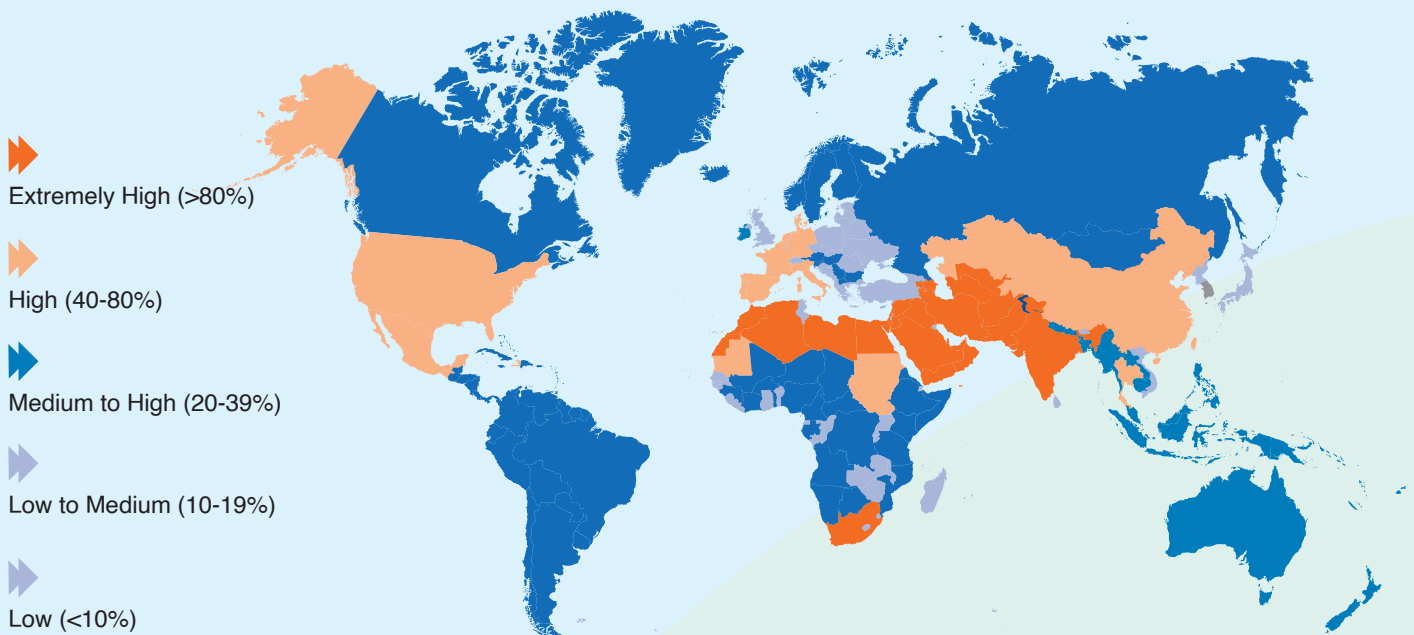 Extremely High (>80%)
High (40-80%)
Medium to High (20-39%)
Low to Medium (10-19%)
Low (<10%)